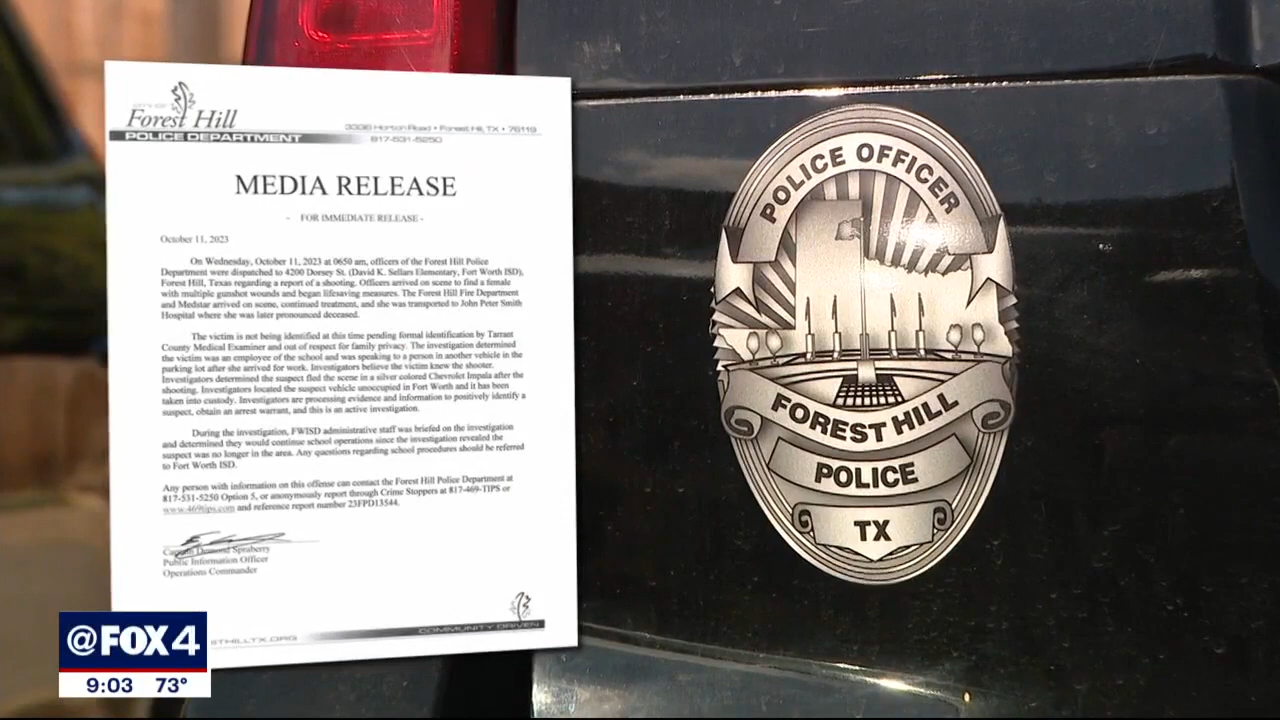 CITY OF
Forest Hill
POLICE DEPARTMENT
3336 Horton Road • Forest Hill, TX • 76119
817-531-5250
MEDIA RELEASE
- FOR IMMEDIATE RELEASE -
October 11, 2023
On Wednesday, October 11, 2023 at 0650 am, officers of the Forest Hill Police
Department were dispatched to 4200 Dorsey St. (David K. Sellars Elementary, Fort Worth ISD),
Forest Hill, Texas regarding a report of a shooting. Officers arrived on scene to find a female
with multiple gunshot wounds and began lifesaving measures. The Forest Hill Fire Department
and Medstar arrived on scene, continued treatment, and she was transported to John Peter Smith
Hospital where she was later pronounced deceased.
The victim is not being identified at this time pending formal identification by Tarrant
County Medical Examiner and out of respect for family privacy. The investigation determined
the victim was an employee of the school and was speaking to a person in another vehicle in the
parking lot after she arrived for work. Investigators believe the victim knew the shooter.
Investigators determined the suspect fled the scene in a silver colored Chevrolet Impala after the
shooting. Investigators located the suspect vehicle unoccupied in Fort Worth and it has been
taken into custody. Investigators are processing evidence and information to positively identify a
suspect, obtain an arrest warrant, and this is an active investigation.
During the investigation, FWISD administrative staff was briefed on the investigation
and determined they would continue school operations since the investigation revealed the
suspect was no longer in the area. Any questions regarding school procedures should be referred
to Fort Worth ISD.
Any person with information on this offense can contact the Forest Hill Police Department at
817-531-5250 Option 5, or anonymously report through Crime Stoppers at 817-469-TIPS or
www.469tips.com and reference report number 23FPD13544.
Captain Desmond Spraberry
Public Information Officer
Operations Commander
STHILLTX.ORG
COMMUNITY DRIVEN
POLICE OFFICER
FOREST HILL
POLICE
TX
@FOX 4
9:03 73°